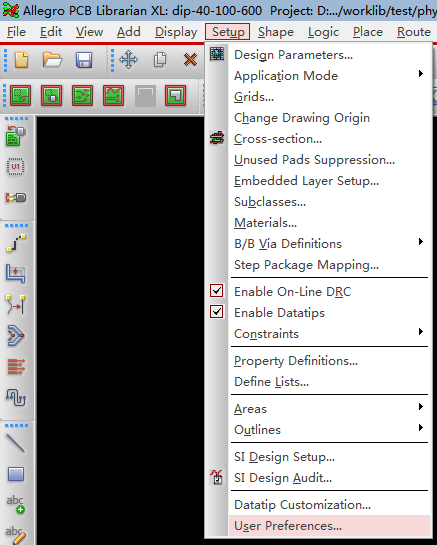 Allegro PCB Librarian XL: dip-40-100-600  Project: D:.../worklib/test/phy
File Edit View Add Display Setup Shape Logic Place Route
Design Parameters...
Application Mode
Grids...
Change Drawing Origin
Cross-section...
Unused Pads Suppression...
Embedded Layer Setup...
Subclasses...
Materials...
B/B Via Definitions
Step Package Mapping...
Enable On-Line DRC
Enable Datatips
Constraints
Property Definitions...
Define Lists...
Areas
Outlines
SI Design Setup...
SI Design Audit...
Datatip Customization...
User Preferences...
U1
abc
abc